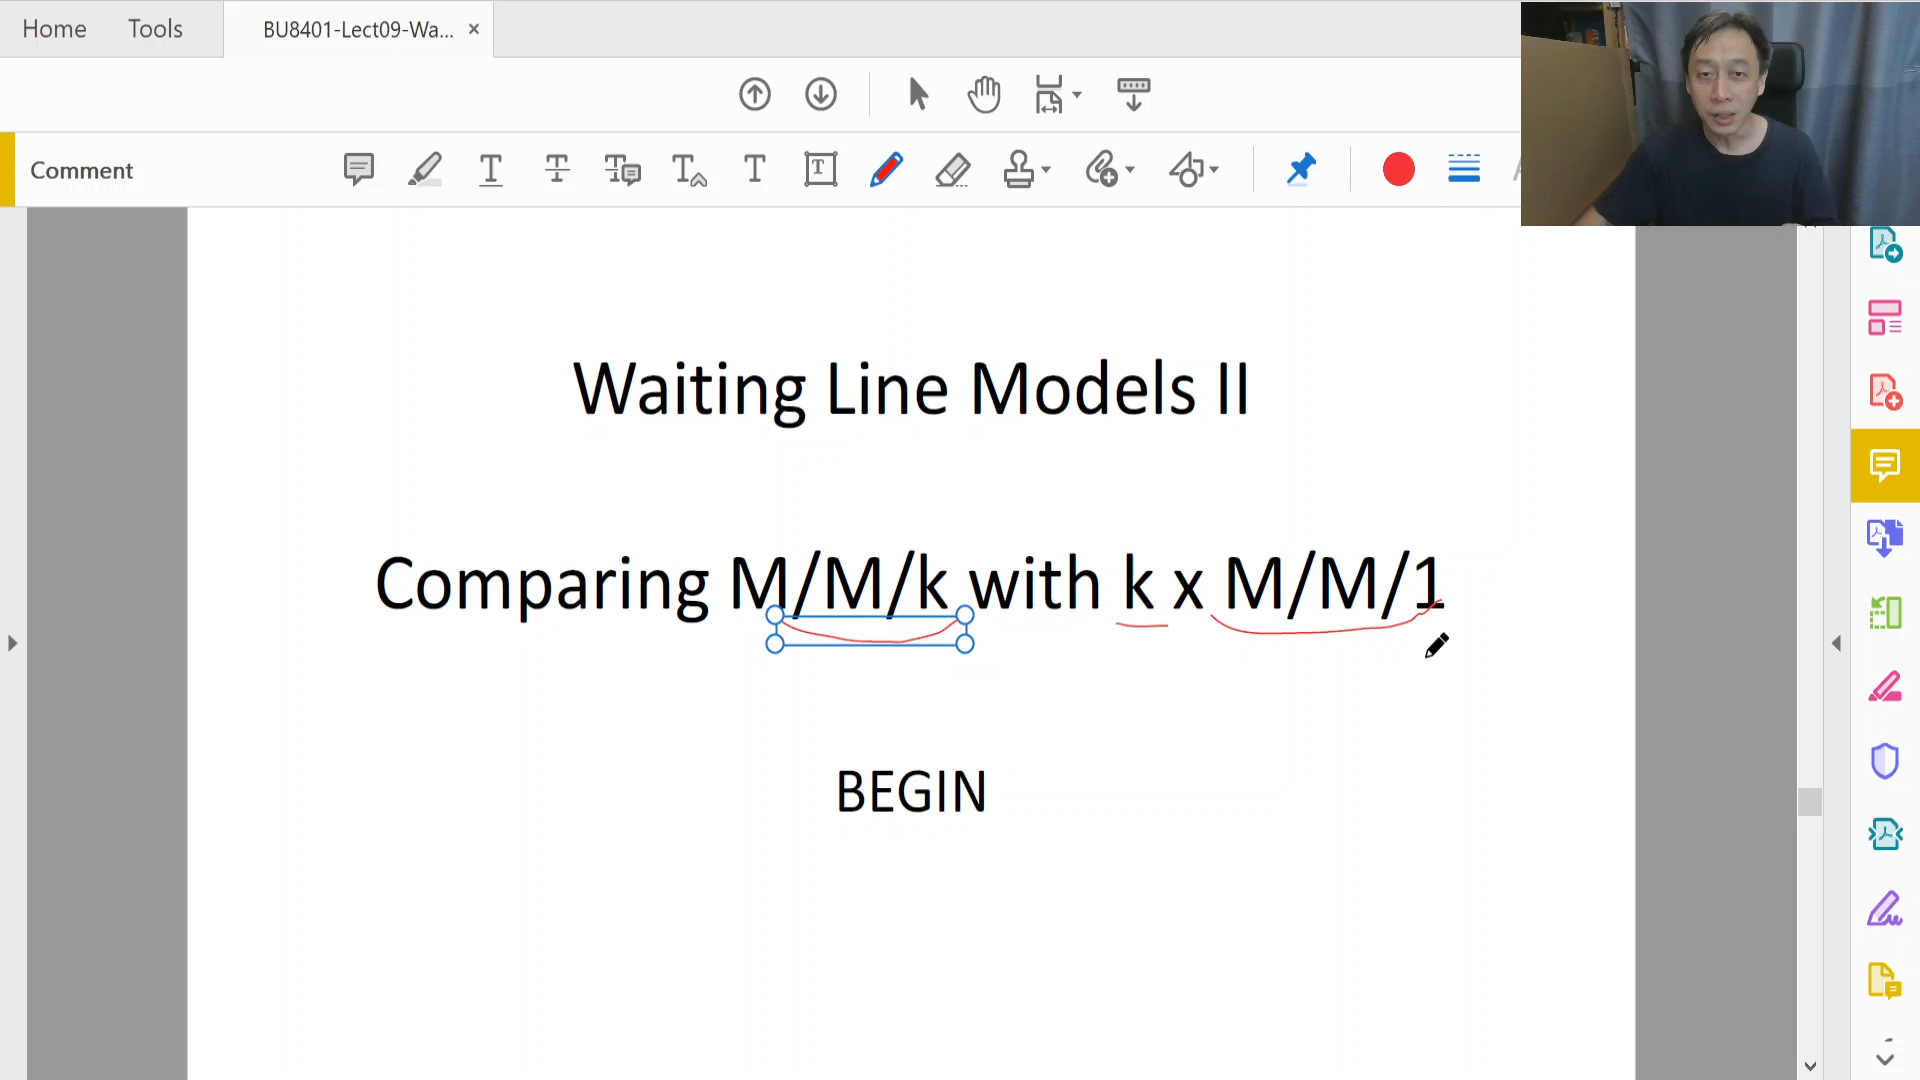 Home Tools BU8401-Lect09-Wa... ×
Comment
Waiting Line Models II
Comparing M/M/k with k x M/M/1
BEGIN